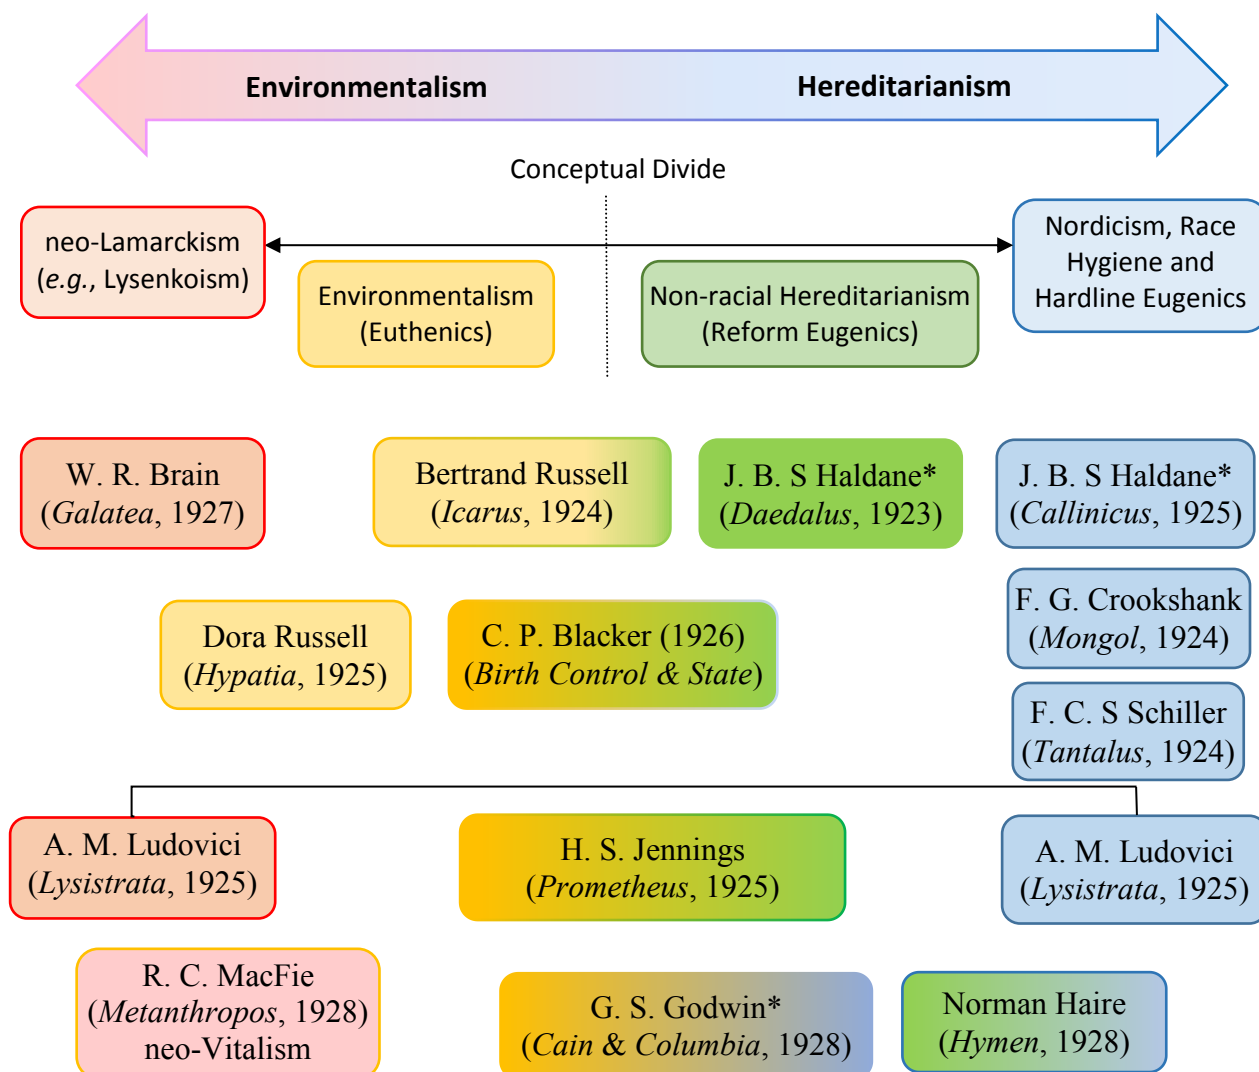 Environmentalism
Hereditarianism
Conceptual Divide
neo-Lamarckism
(e.g., Lysenkoism)
Environmentalism
(Euthenics)
Non-racial Hereditarianism
(Reform Eugenics)
Nordicism, Race
Hygiene and
Hardline Eugenics
W. R. Brain
(Galatea, 1927)
Bertrand Russell
(Icarus, 1924)
J. B. S Haldane*
(Daedalus, 1923)
J. B. S Haldane*
(Callinicus, 1925)
Dora Russell
(Hypatia, 1925)
C. P. Blacker (1926)
(Birth Control & State)
F. G. Crookshank
(Mongol, 1924)
F. C. S Schiller
(Tantalus, 1924)
A. M. Ludovici
(Lysistrata, 1925)
H. S. Jennings
(Prometheus, 1925)
A. M. Ludovici
(Lysistrata, 1925)
R. C. MacFie
(Metanthropos, 1928)
neo-Vitalism
G. S. Godwin*
(Cain & Columbia, 1928)
Norman Haire
(Hymen, 1928)